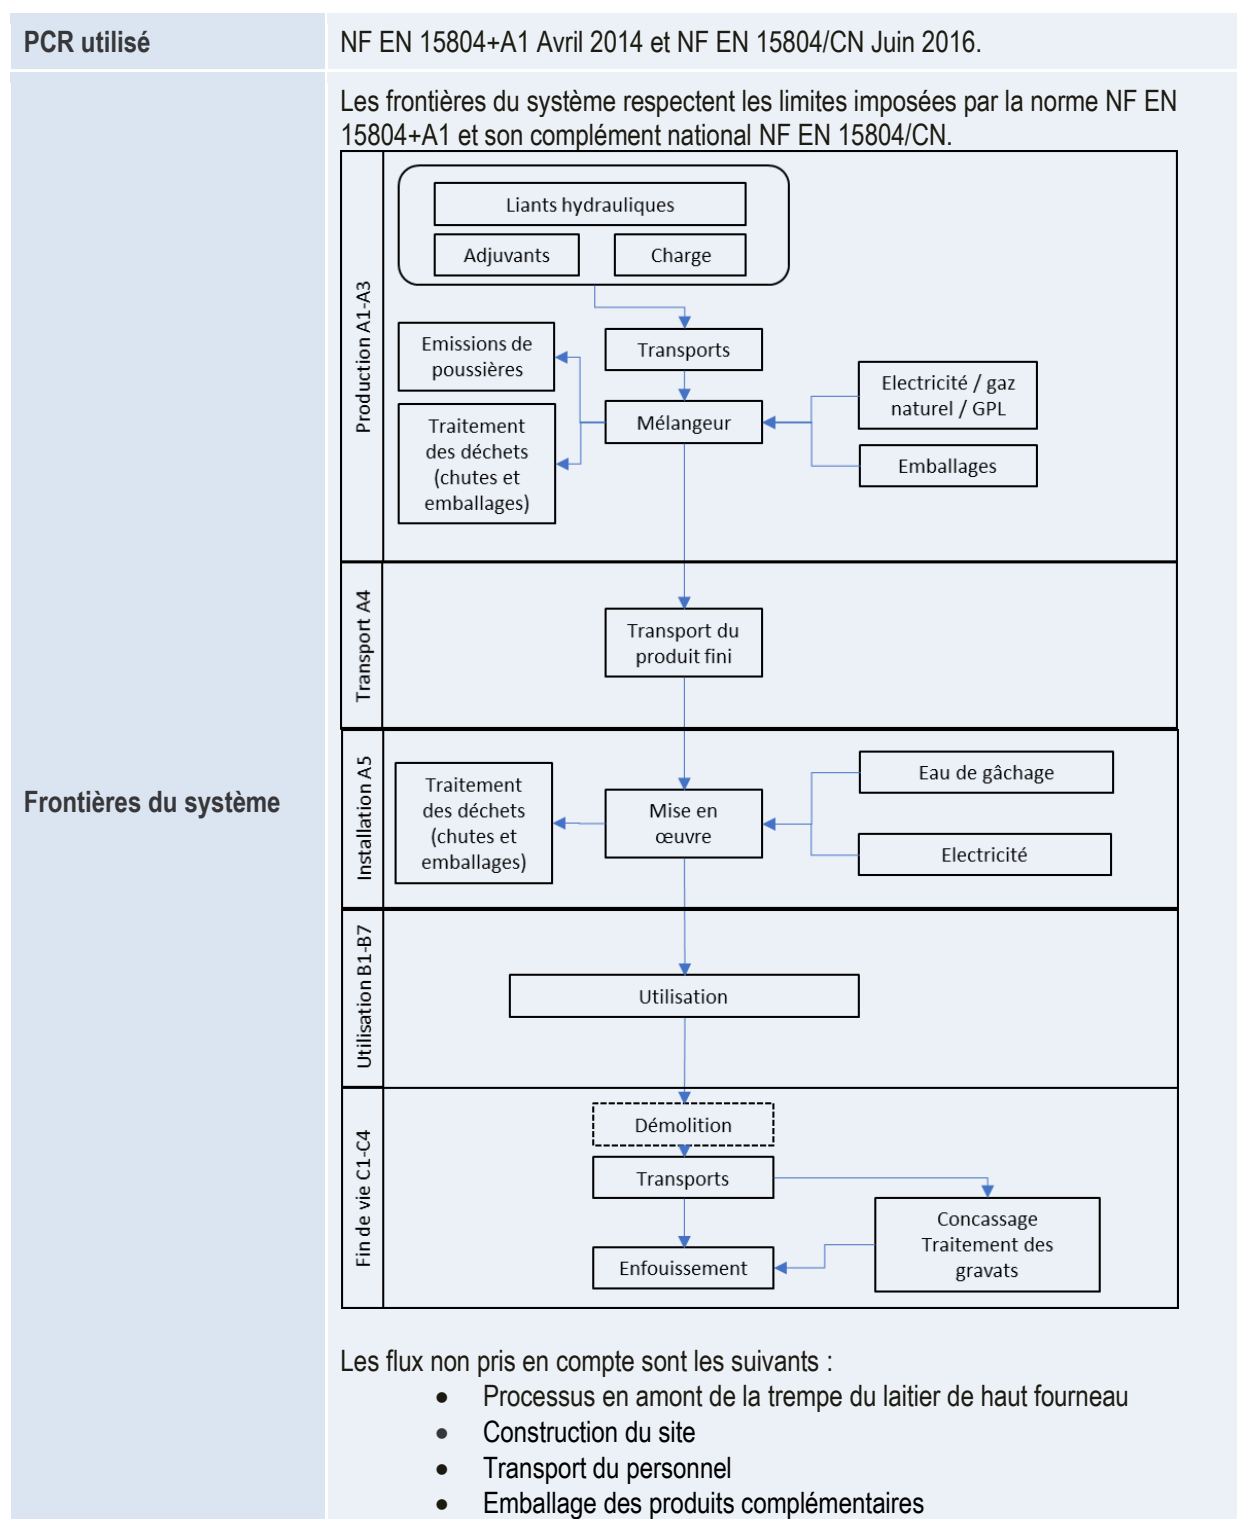 PCR utilisé
NF EN 15804+A1 Avril 2014 et NF EN 15804/CN Juin 2016.
Frontières du système
Les frontières du système respectent les limites imposées par la norme NF EN
15804+A1 et son complément national NF EN 15804/CN.
Production A1-A3
Liants hydrauliques
Adjuvants
Charge
Transports
Emissions de
poussières
Mélangeur
Electricité / gaz
naturel / GPL
Traitement
des déchets
(chutes et
emballages)
Emballages
Transport A4
Transport du
produit fini
Installation A5
Traitement
des déchets
(chutes et
emballages)
Mise en
œuvre
Eau de gâchage
Electricité
Utilisation B1-B7
Utilisation
Fin de vie C1-C4
Démolition
Transports
Concassage
Traitement des
gravats
Enfouissement
Les flux non pris en compte sont les suivants :
• Processus en amont de la trempe du laitier de haut fourneau
• Construction du site
• Transport du personnel
• Emballage des produits complémentaires